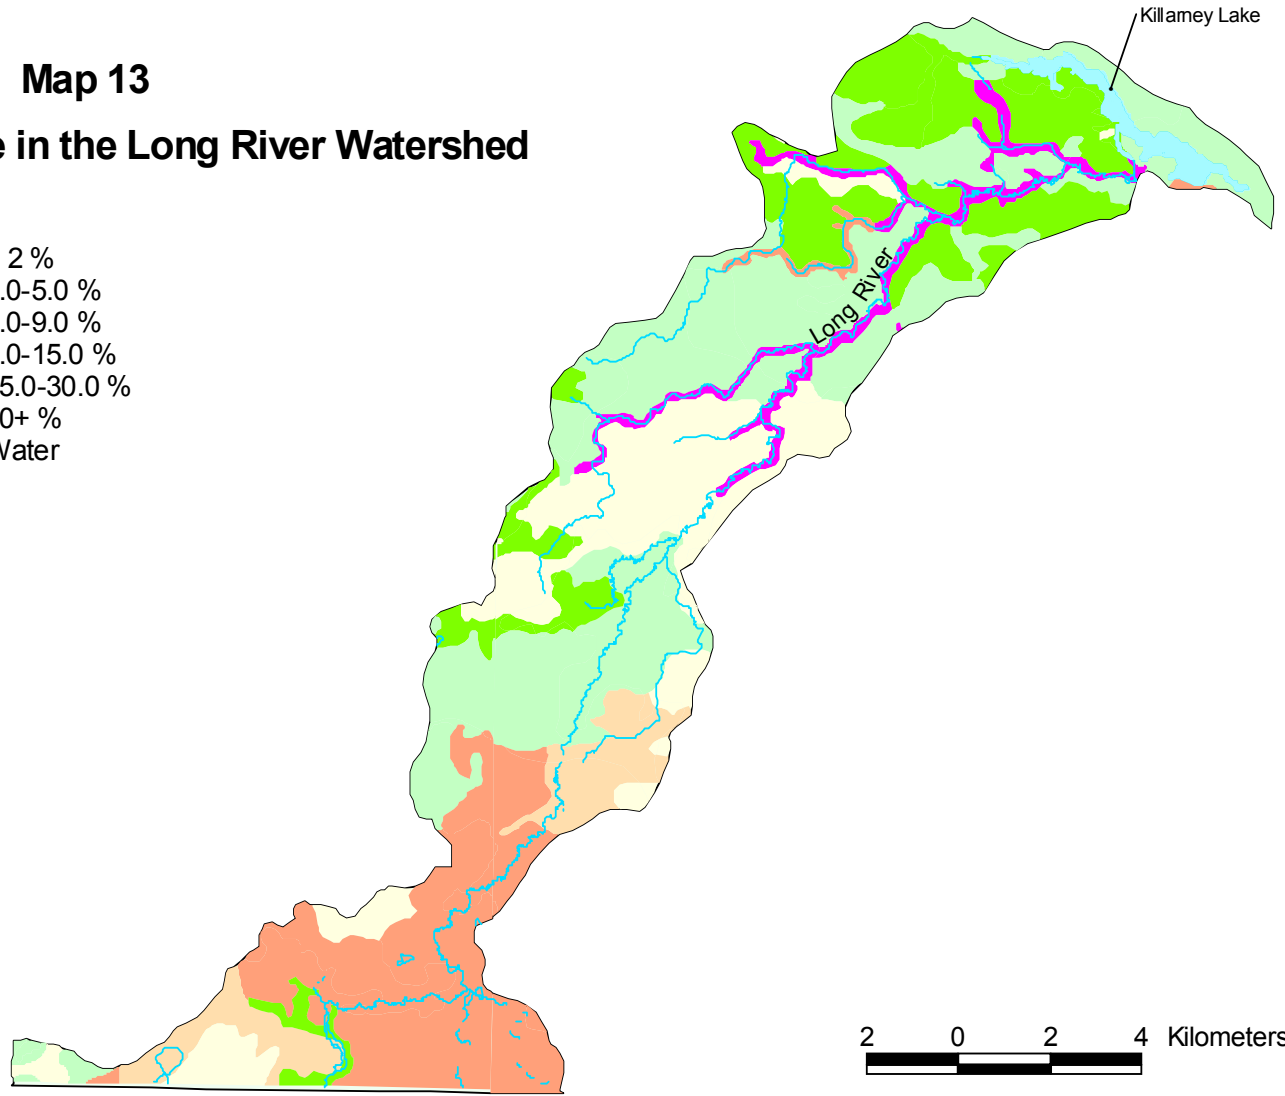 Killarney Lake
Map 13
e in the Long River Watershed
2 %
.0-5.0 %
.0-9.0 %
.0-15.0 %
5.0-30.0 %
0+ %
Water
Long River
2 0 2 4 Kilometers